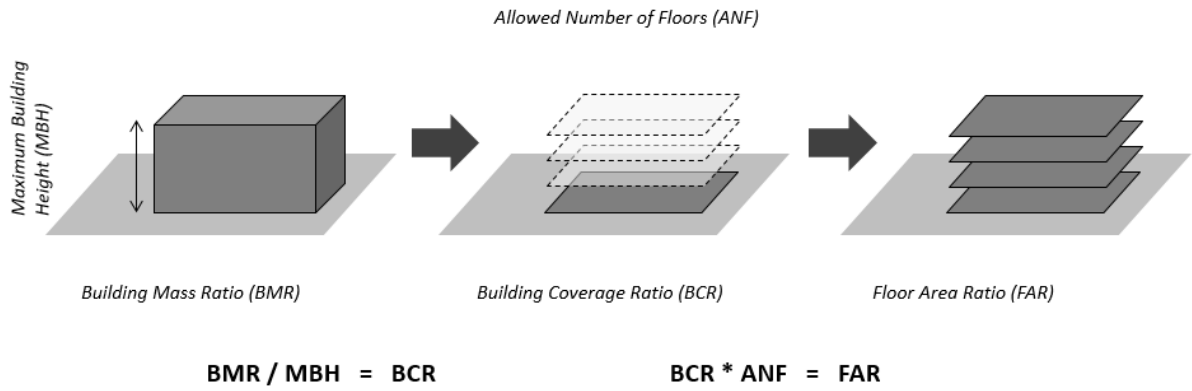 Allowed Number of Floors (ANF)
Maximum Building
Height (MBH)
Building Mass Ratio (BMR)
Building Coverage Ratio (BCR)
Floor Area Ratio (FAR)
BMR / MBH = BCR
BCR * ANF = FAR